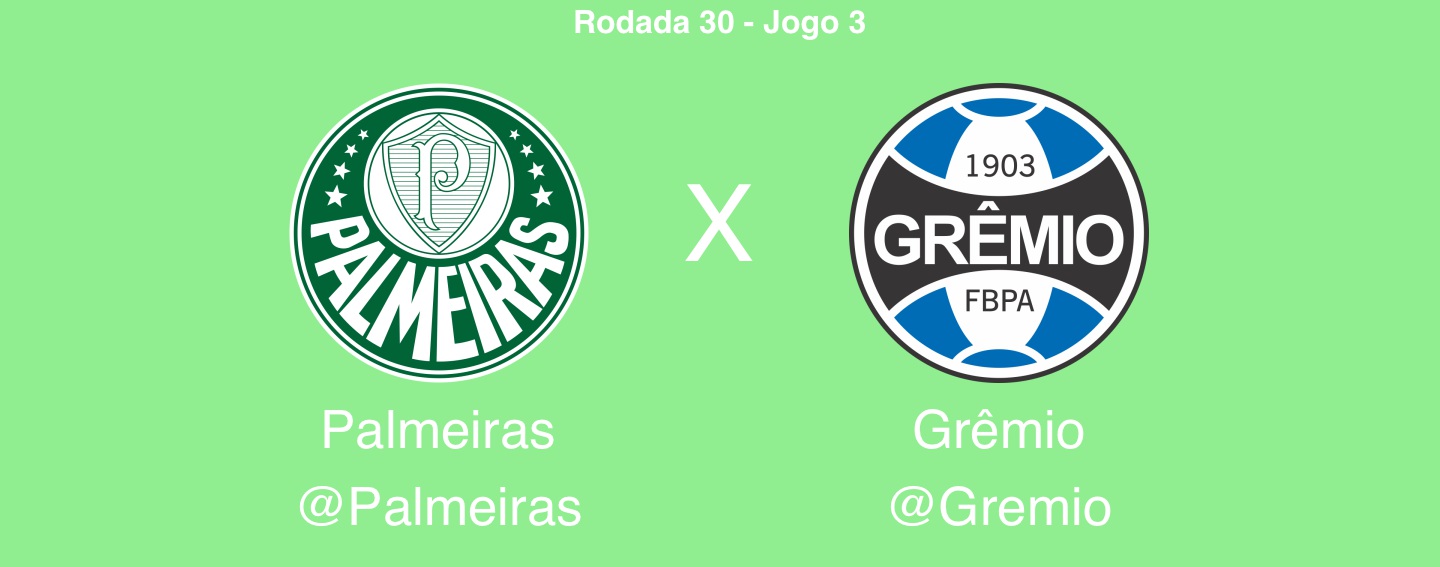 Rodada 30 - Jogo 3
P
PALMEIRAS
X
1903
GRÊMIO
FBPA
Palmeiras
Grêmio
@Palmeiras
@Gremio